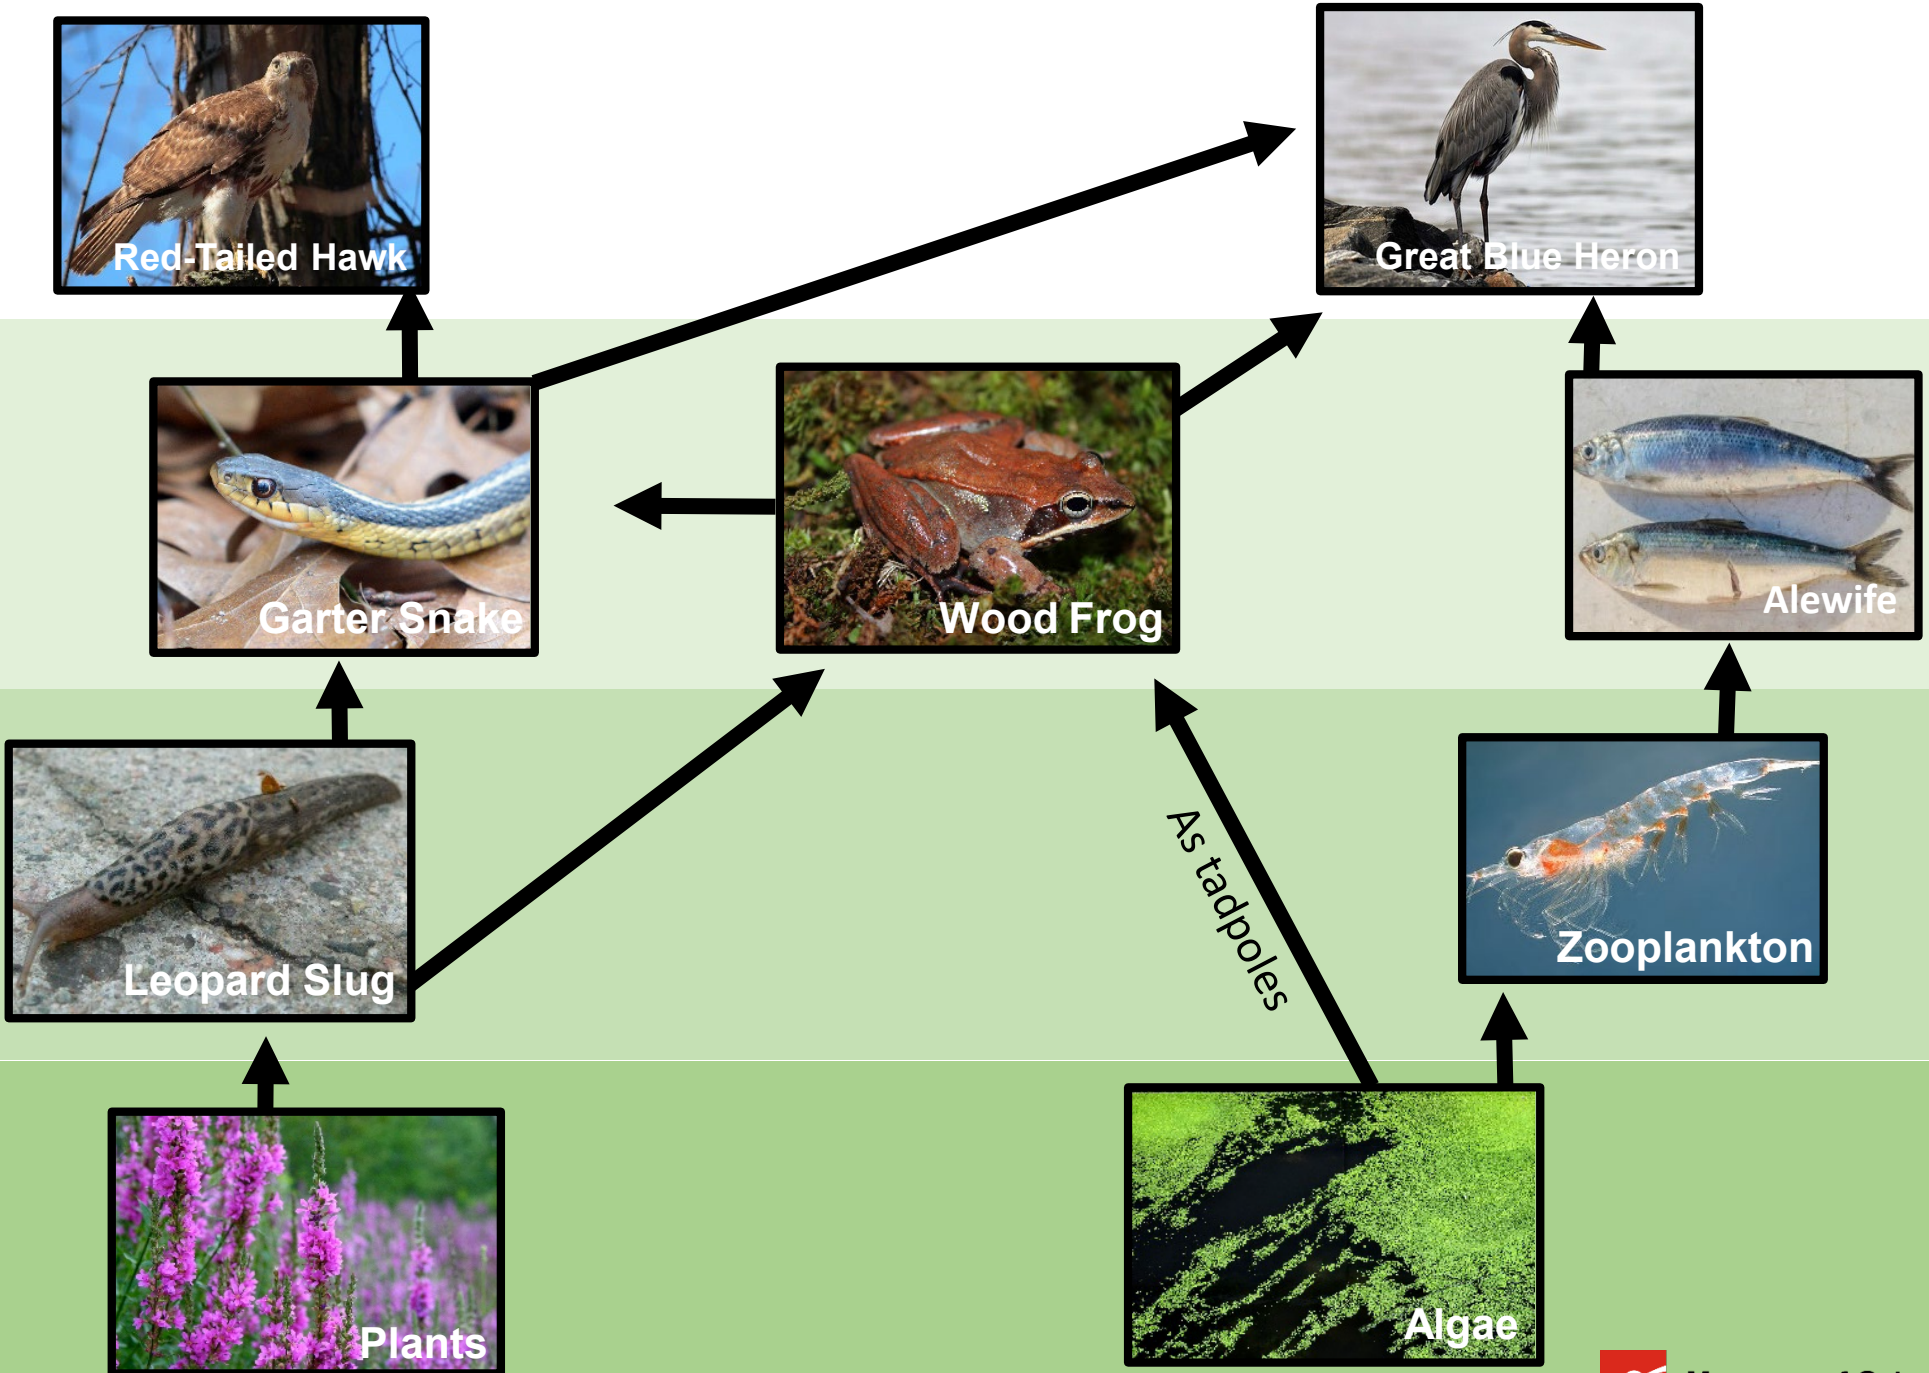 Red-Tailed Hawk
Great Blue Heron
Garter Snake
Wood Frog
Alewife
Leopard Slug
As tadpoles
Zooplankton
Plants
Algae